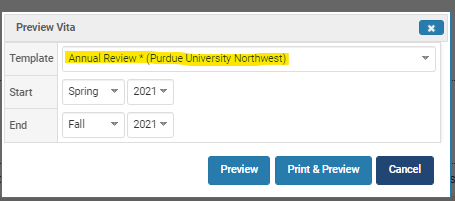 Preview Vita
Template Annual Review * (Purdue University Northwest)
Start Spring 2021
End Fall 2021
Preview Print & Preview Cancel